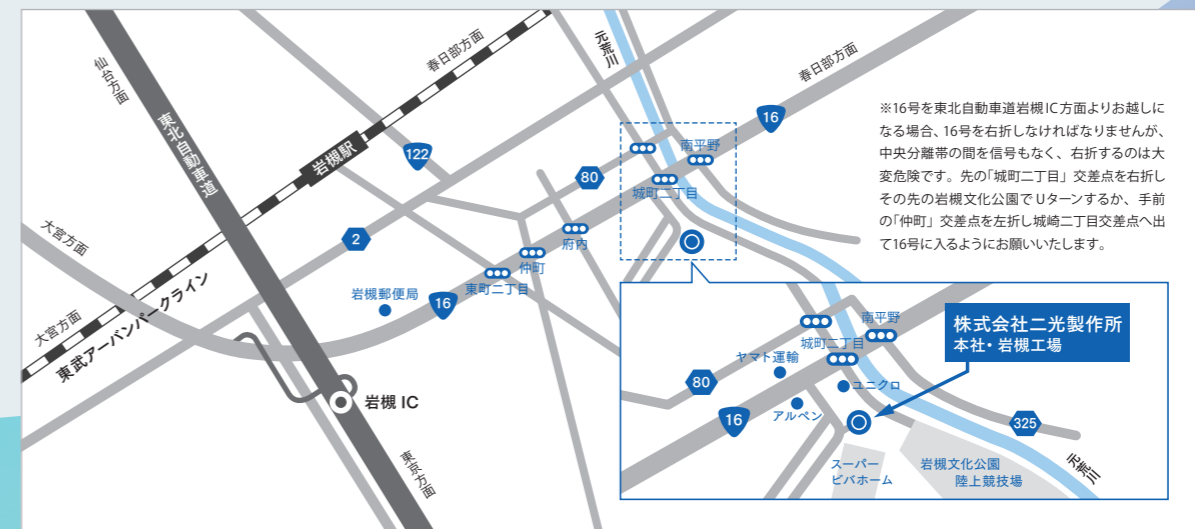 仙台方面
東北自動車道
春日部方面
岩槻駅
122
元荒川
春日部方面
16
南平野
城町二丁目
80
府内
仲町
東町二丁目
16
2
岩槻郵便局
大宮方面
大宮方面
東武アーバンパークライン
岩槻 IC
東京方面
※16号を東北自動車道岩槻IC方面よりお越しに
なる場合、16号を右折しなければなりませんが、
中央分離帯の間を信号もなく、右折するのは大
変危険です。先の「城町二丁目」交差点を右折し
その先の岩槻文化公園でUターンするか、手前
の「仲町」交差点を左折し城崎二丁目交差点へ出
て16号に入るようにお願いいたします。
南平野
城町二丁目
ヤマト運輸
ユニクロ
アルペン
80
16
325
株式会社二光製作所
本社・岩槻工場
スーパー
ビバホーム
岩槻文化公園
陸上競技場
元荒川